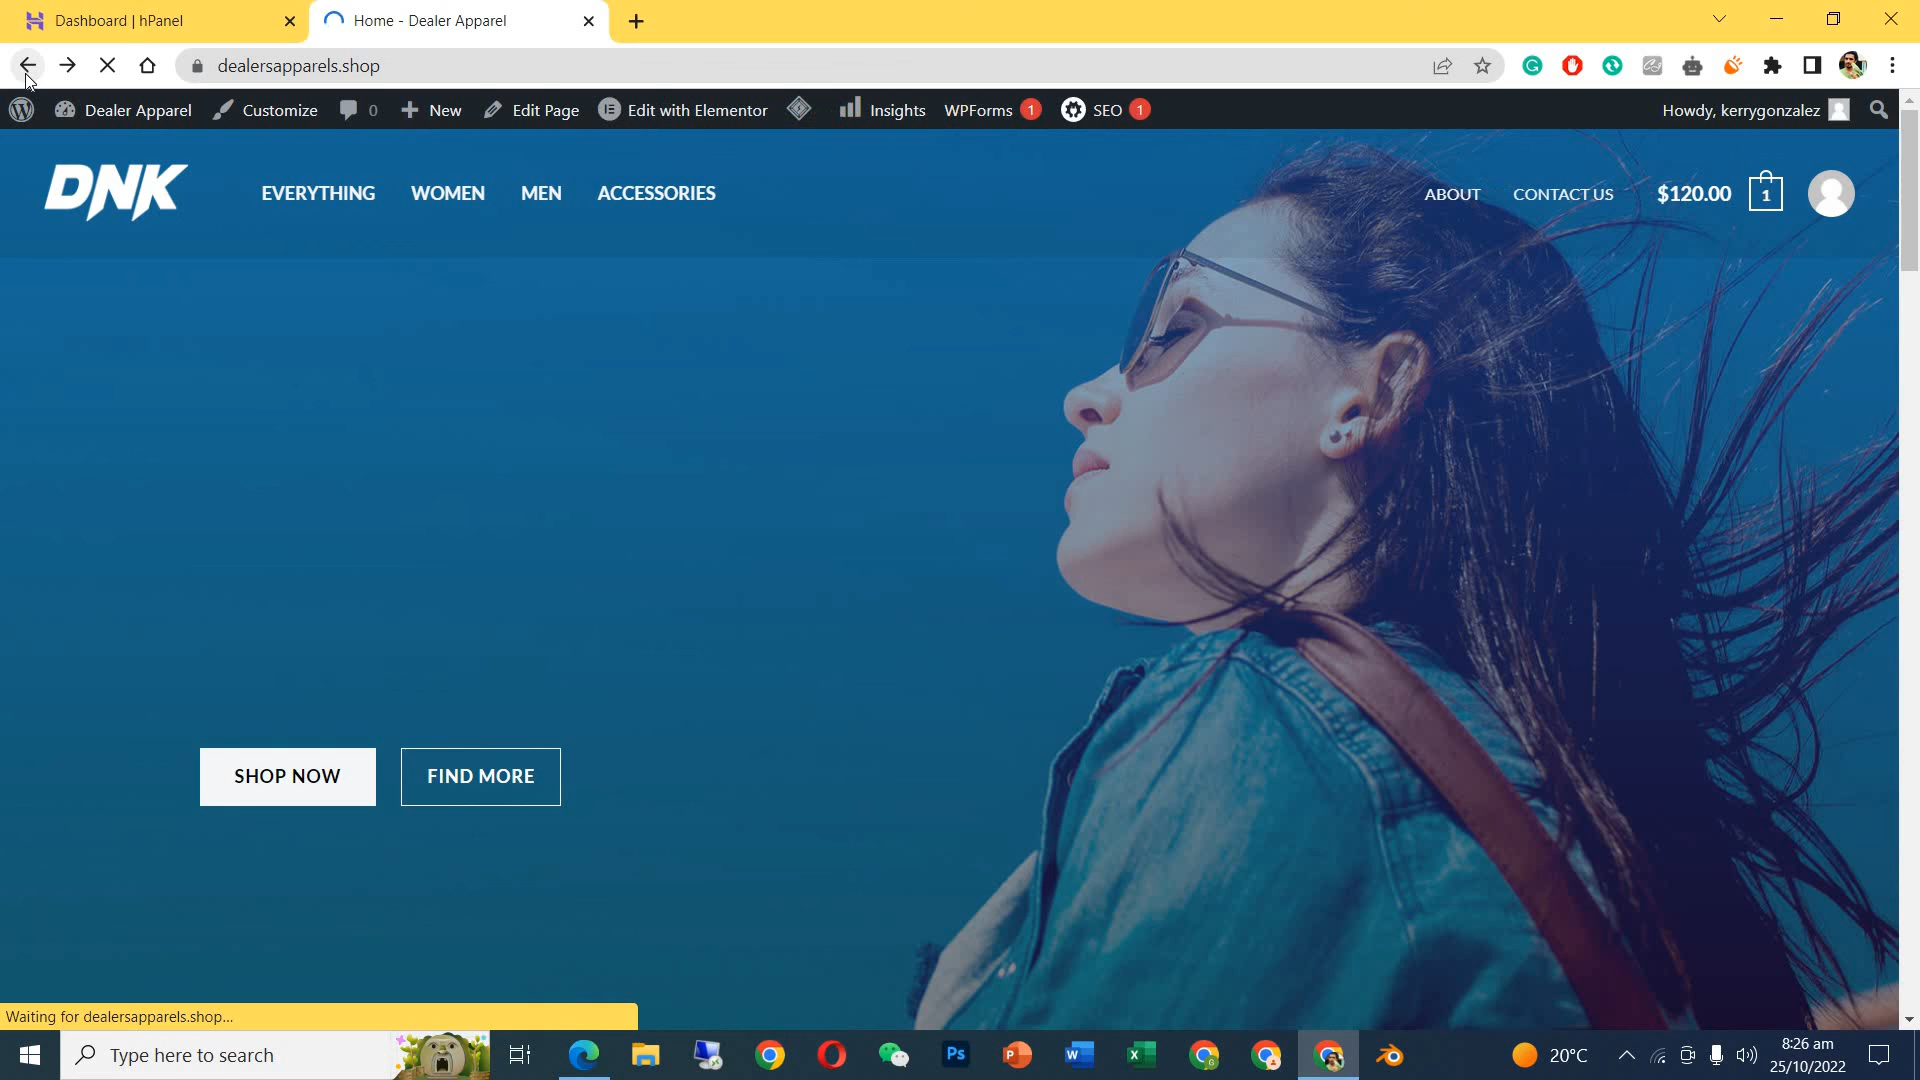 Dashboard | hPanel
Home - Dealer Apparel
dealersapparels.shop
Dealer Apparel Customize 0 New Edit Page Edit with Elementor Insights WPForms 1 SEO 1 Howdy, kerrygonzalez
DNK EVERYTHING WOMEN MEN ACCESSORIES ABOUT CONTACT US $120.00 1
SHOP NOW FIND MORE
Waiting for dealersapparels.shop...
Type here to search 20°C 8:26 am
25/10/2022